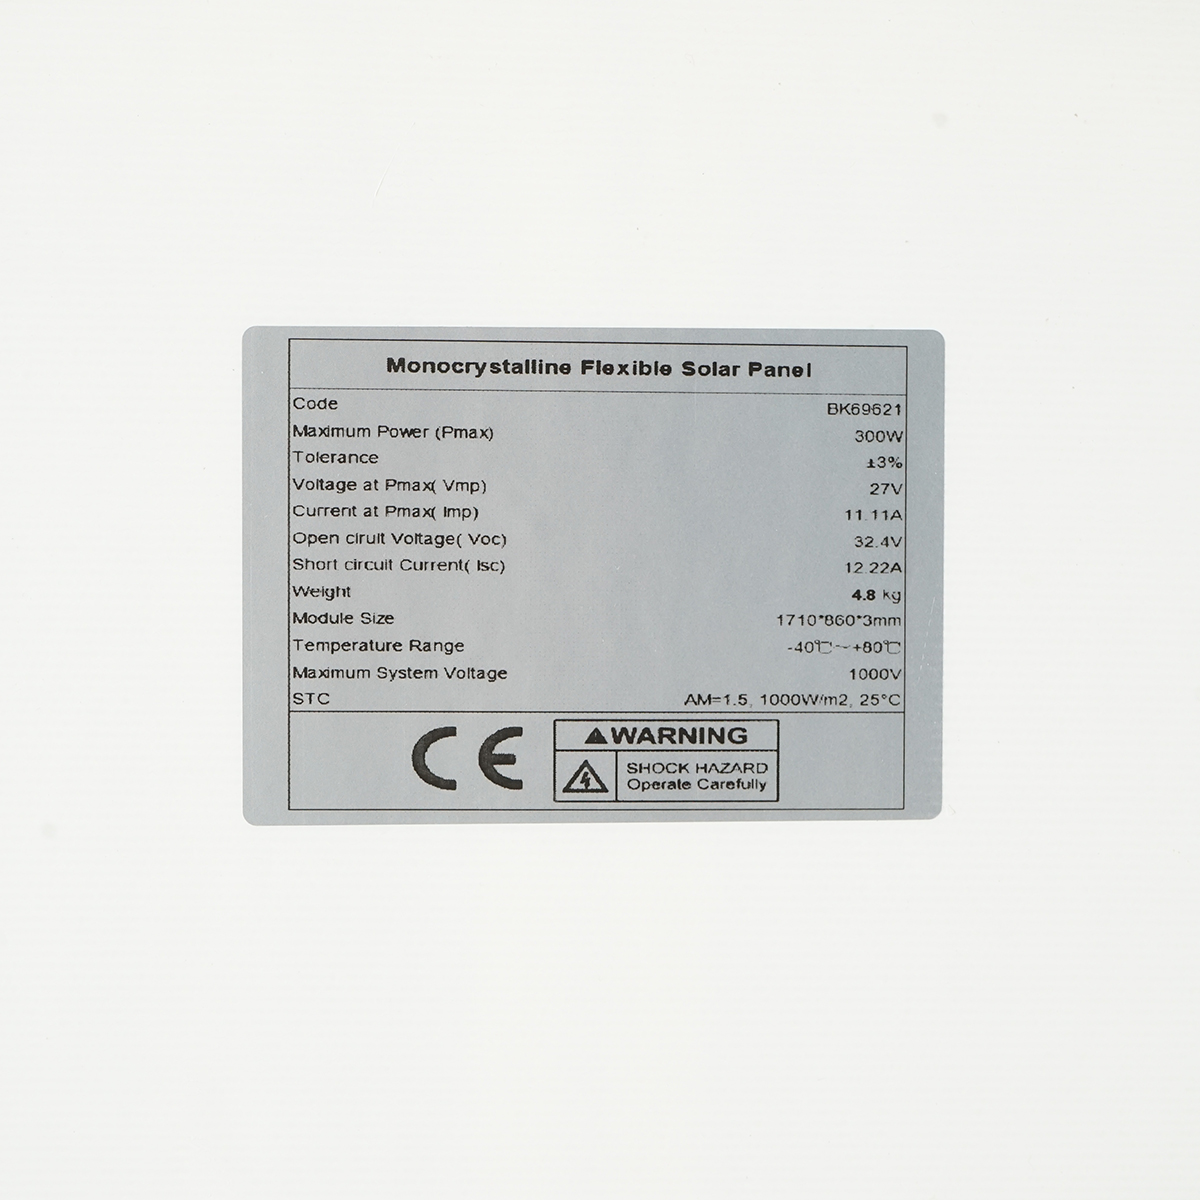 Monocrystalline Flexible Solar Panel
Code BK69621
Maximum Power (Pmax) 300W
Tolerance ±3%
Voltage at Pmax( Vmp) 27V
Current at Pmax( Imp) 11.11A
Open ciruit Voltage( Voc) 32.4V
Short circuit Current( Isc) 12.22A
Weight 4.8 kg
Module Size 1710*860*3mm
Temperature Range -40℃~+80℃
Maximum System Voltage 1000V
STC AM=1.5, 1000W/m2, 25°C
CE
WARNING
SHOCK HAZARD
Operate Carefully